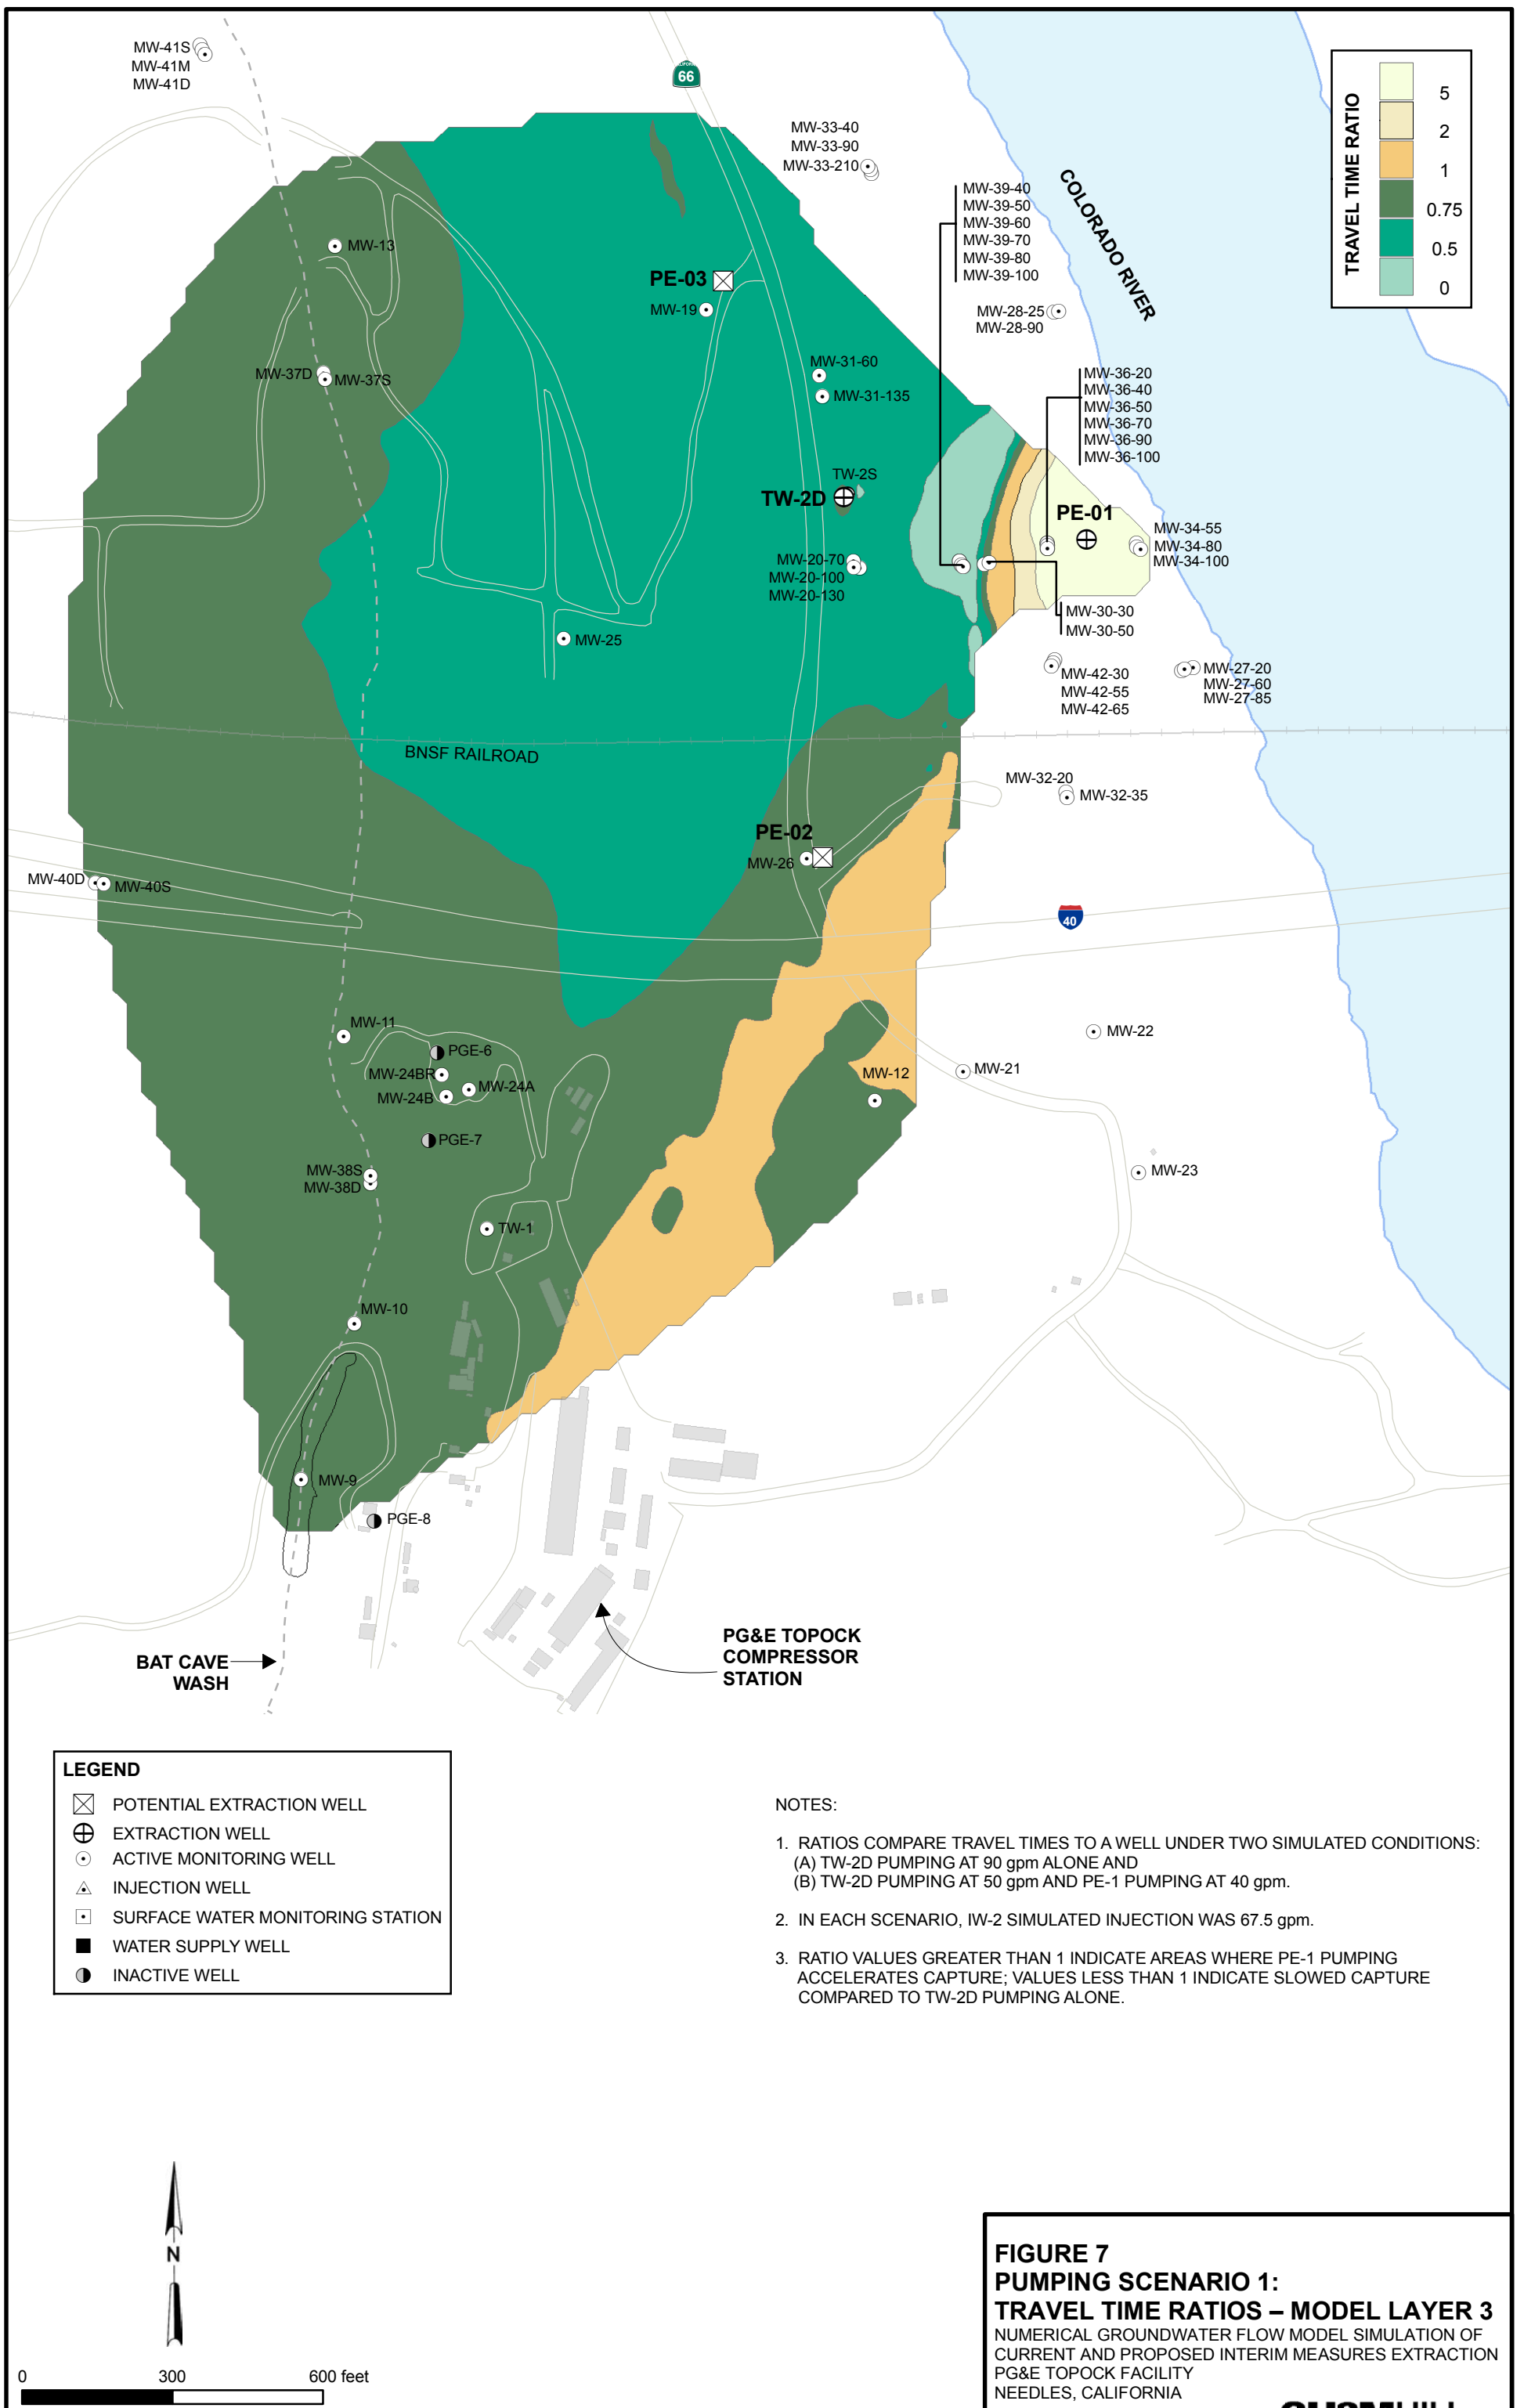 MW-41S
MW-41M
MW-41D
CALIFORNIA
66
MW-33-40
MW-33-90
MW-33-210
COLORADO RIVER
TRAVEL TIME RATIO
5
2
1
0.75
0.5
0
MW-39-40
MW-39-50
MW-39-60
MW-39-70
MW-39-80
MW-39-100
MW-13
PE-03
MW-19
MW-28-25
MW-28-90
MW-37D
MW-37S
MW-31-60
MW-31-135
MW-36-20
MW-36-40
MW-36-50
MW-36-70
MW-36-90
MW-36-100
TW-2S
TW-2D
PE-01
MW-34-55
MW-34-80
MW-34-100
MW-20-70
MW-20-100
MW-20-130
MW-30-30
MW-30-50
MW-25
MW-42-30
MW-42-55
MW-42-65
MW-27-20
MW-27-60
MW-27-85
BNSF RAILROAD
MW-32-20
MW-32-35
PE-02
MW-26
MW-40D
MW-40S
40
MW-11
PGE-6
MW-24BR
MW-24A
MW-24B
PGE-7
MW-12
MW-21
MW-22
MW-23
MW-38S
MW-38D
TW-1
MW-10
MW-9
PGE-8
BAT CAVE
WASH
PG&E TOPOCK
COMPRESSOR
STATION
LEGEND
POTENTIAL EXTRACTION WELL
EXTRACTION WELL
ACTIVE MONITORING WELL
INJECTION WELL
SURFACE WATER MONITORING STATION
WATER SUPPLY WELL
INACTIVE WELL
NOTES:
1. RATIOS COMPARE TRAVEL TIMES TO A WELL UNDER TWO SIMULATED CONDITIONS:
(A) TW-2D PUMPING AT 90 gpm ALONE AND
(B) TW-2D PUMPING AT 50 gpm AND PE-1 PUMPING AT 40 gpm.
2. IN EACH SCENARIO, IW-2 SIMULATED INJECTION WAS 67.5 gpm.
3. RATIO VALUES GREATER THAN 1 INDICATE AREAS WHERE PE-1 PUMPING
ACCELERATES CAPTURE; VALUES LESS THAN 1 INDICATE SLOWED CAPTURE
COMPARED TO TW-2D PUMPING ALONE.
N
0 300 600 feet
FIGURE 7
PUMPING SCENARIO 1:
TRAVEL TIME RATIOS – MODEL LAYER 3
NUMERICAL GROUNDWATER FLOW MODEL SIMULATION OF
CURRENT AND PROPOSED INTERIM MEASURES EXTRACTION
PG&E TOPOCK FACILITY
NEEDLES, CALIFORNIA